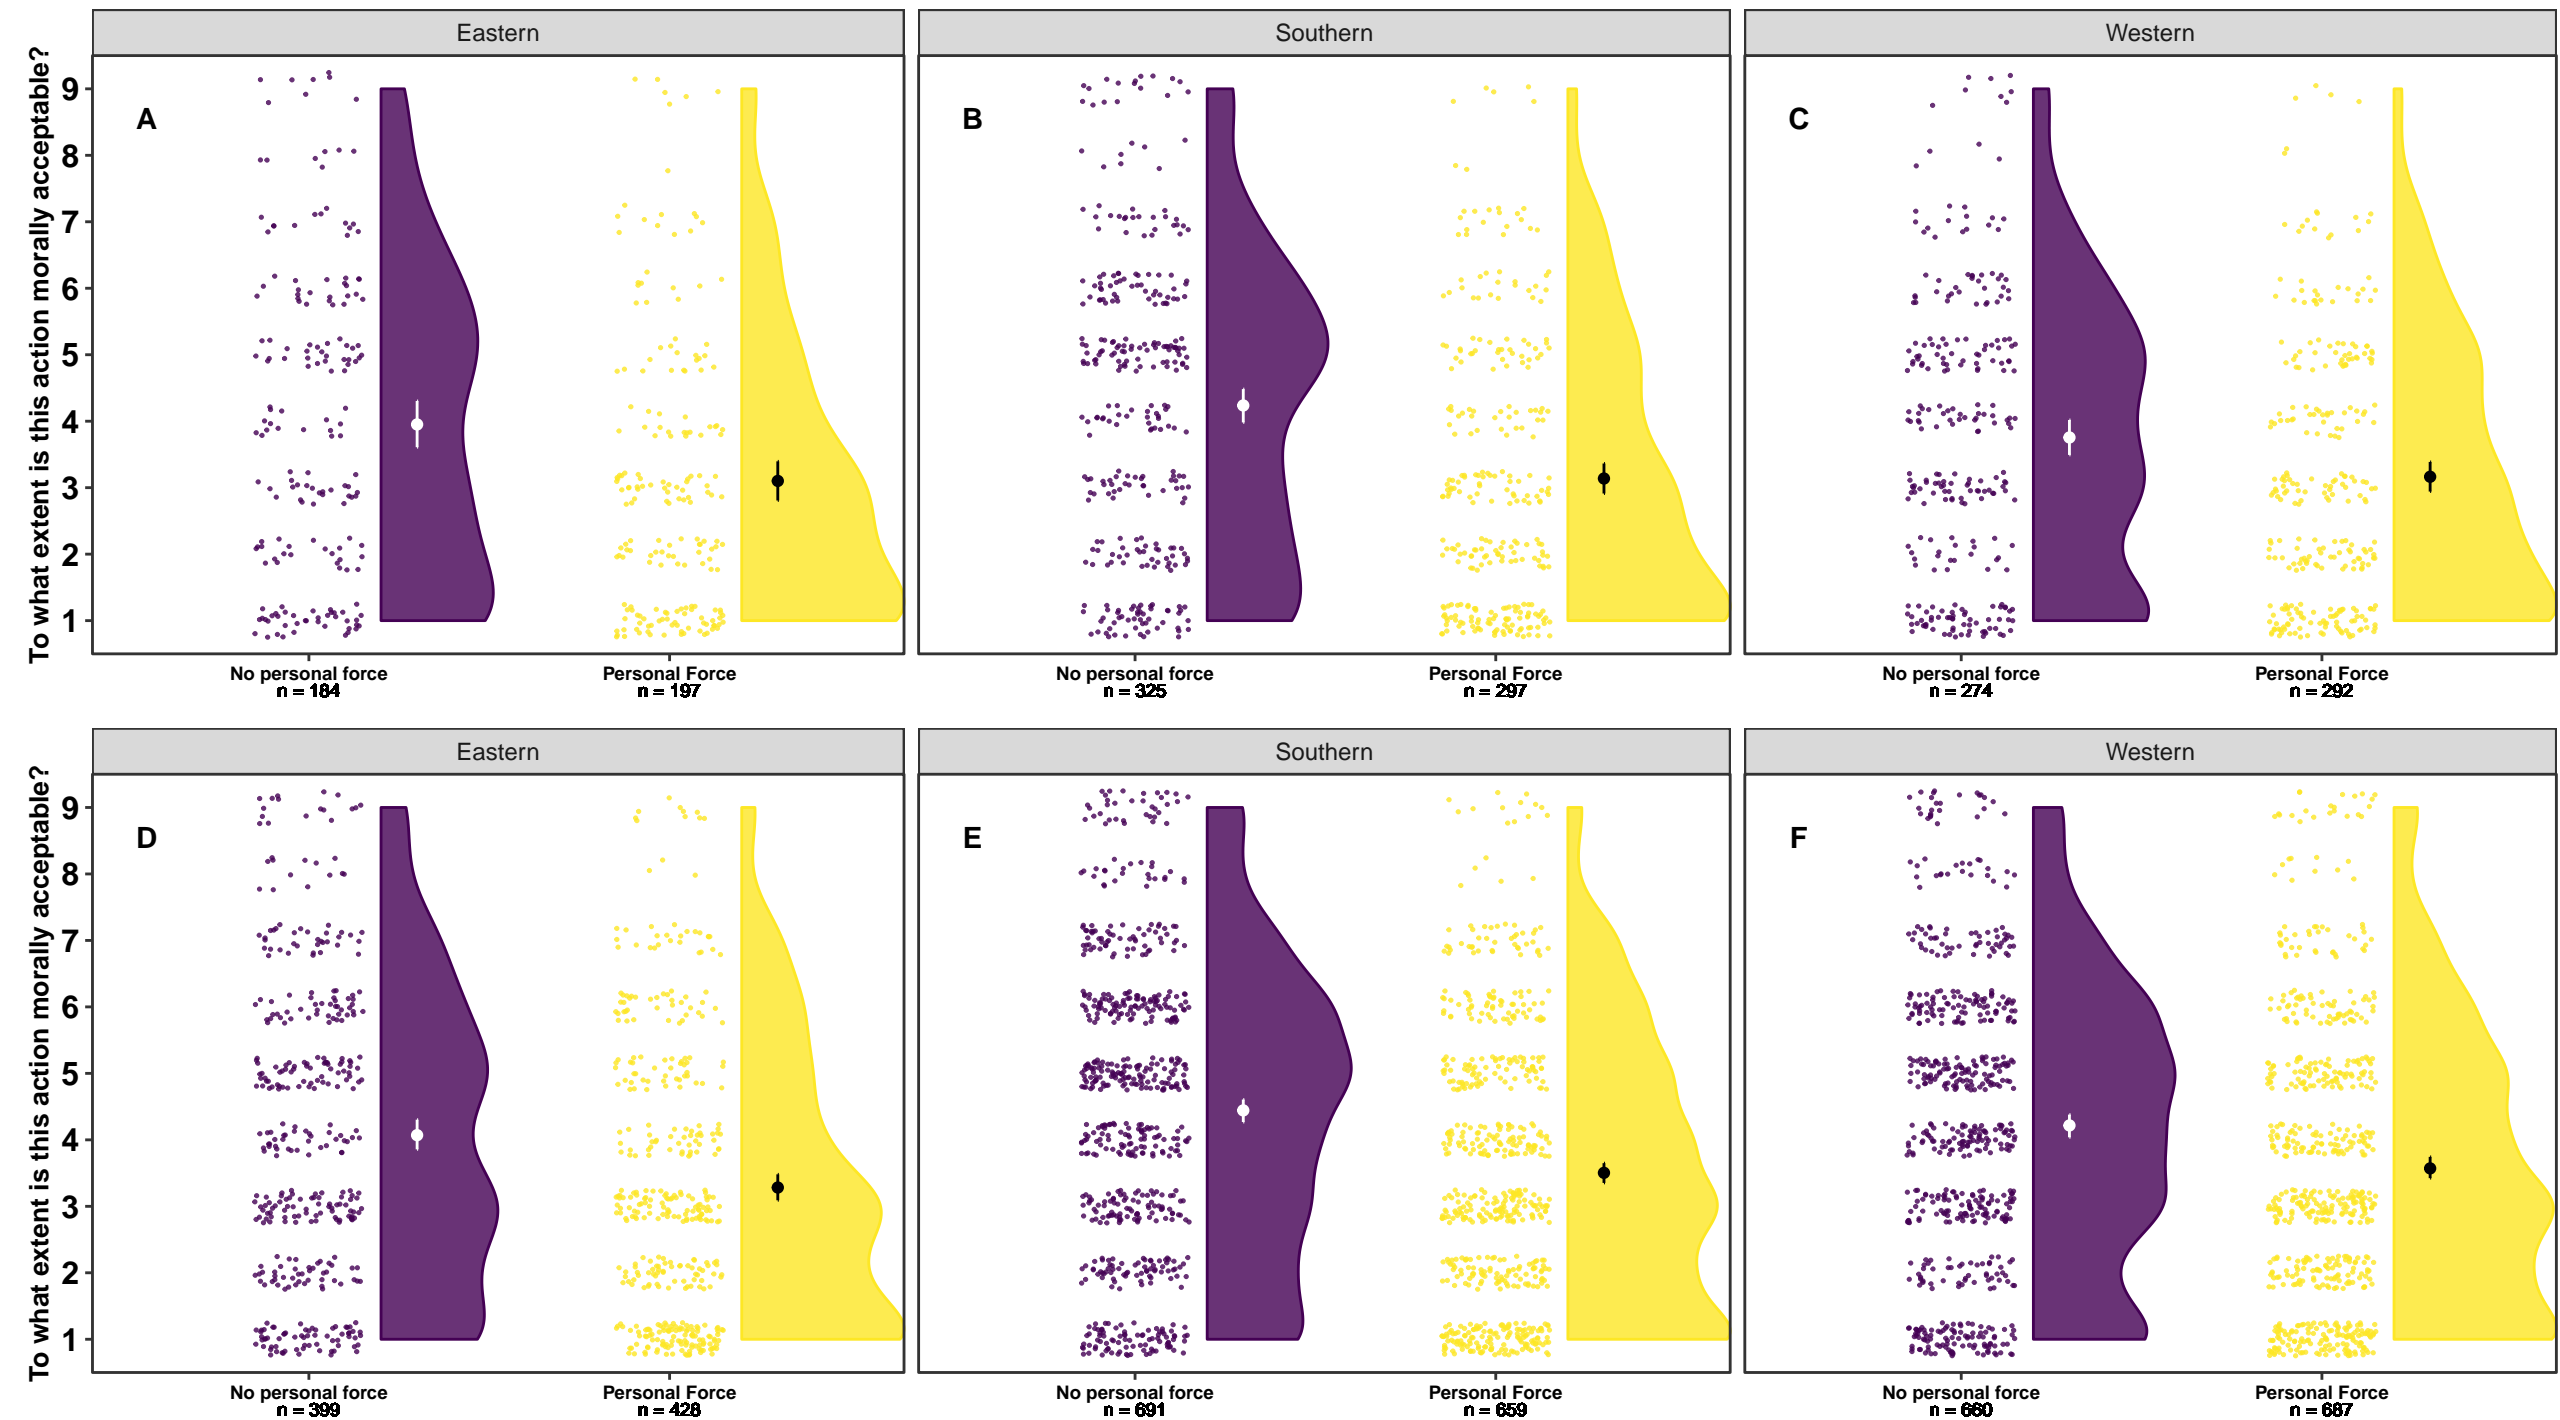 Eastern
Southern
Western
To what extent is this action morally acceptable?
9
8
7
6
5
4
3
2
1
A
B
C
No personal force
n = 184
Personal Force
n = 197
No personal force
n = 325
Personal Force
n = 297
No personal force
n = 274
Personal Force
n = 292
Eastern
Southern
Western
To what extent is this action morally acceptable?
9
8
7
6
5
4
3
2
1
D
E
F
No personal force
n = 399
Personal Force
n = 428
No personal force
n = 691
Personal Force
n = 659
No personal force
n = 660
Personal Force
n = 687